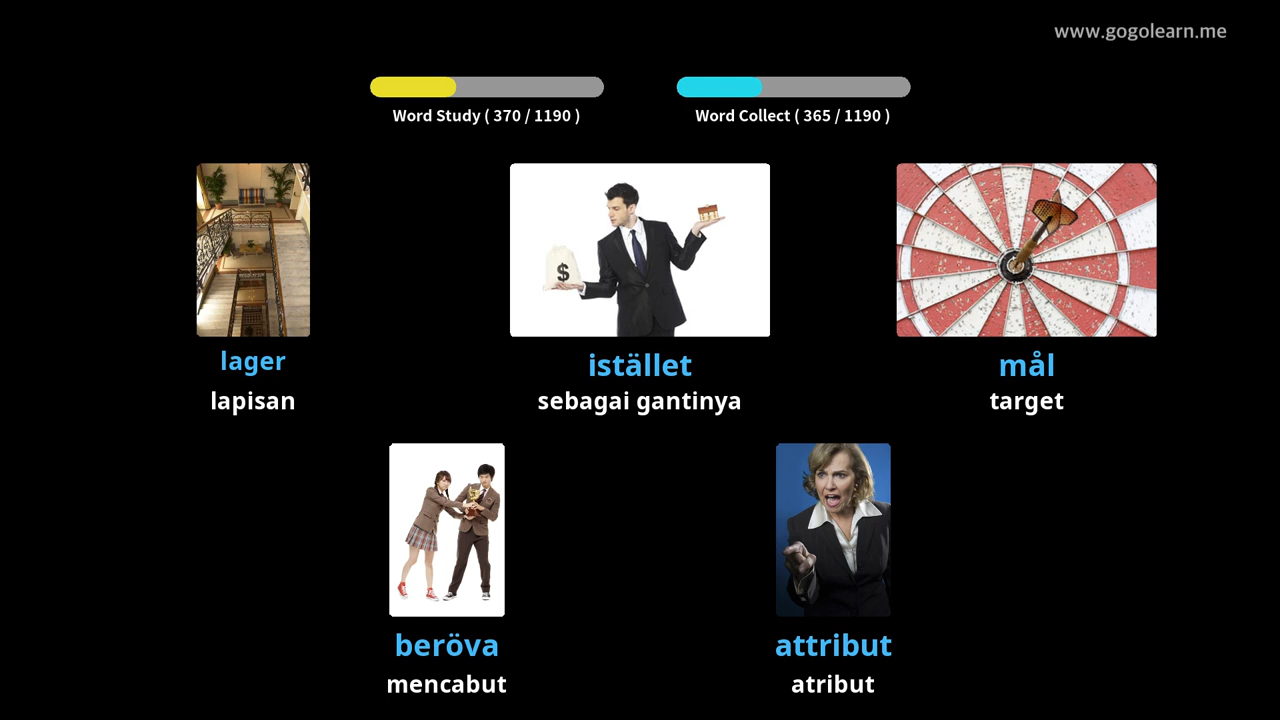 www.gogolearn.me
Word Study ( 370 / 1190 )
Word Collect ( 365 / 1190 )
$
lager
lapisan
istället
sebagai gantinya
mål
target
beröva
mencabut
attribut
atribut